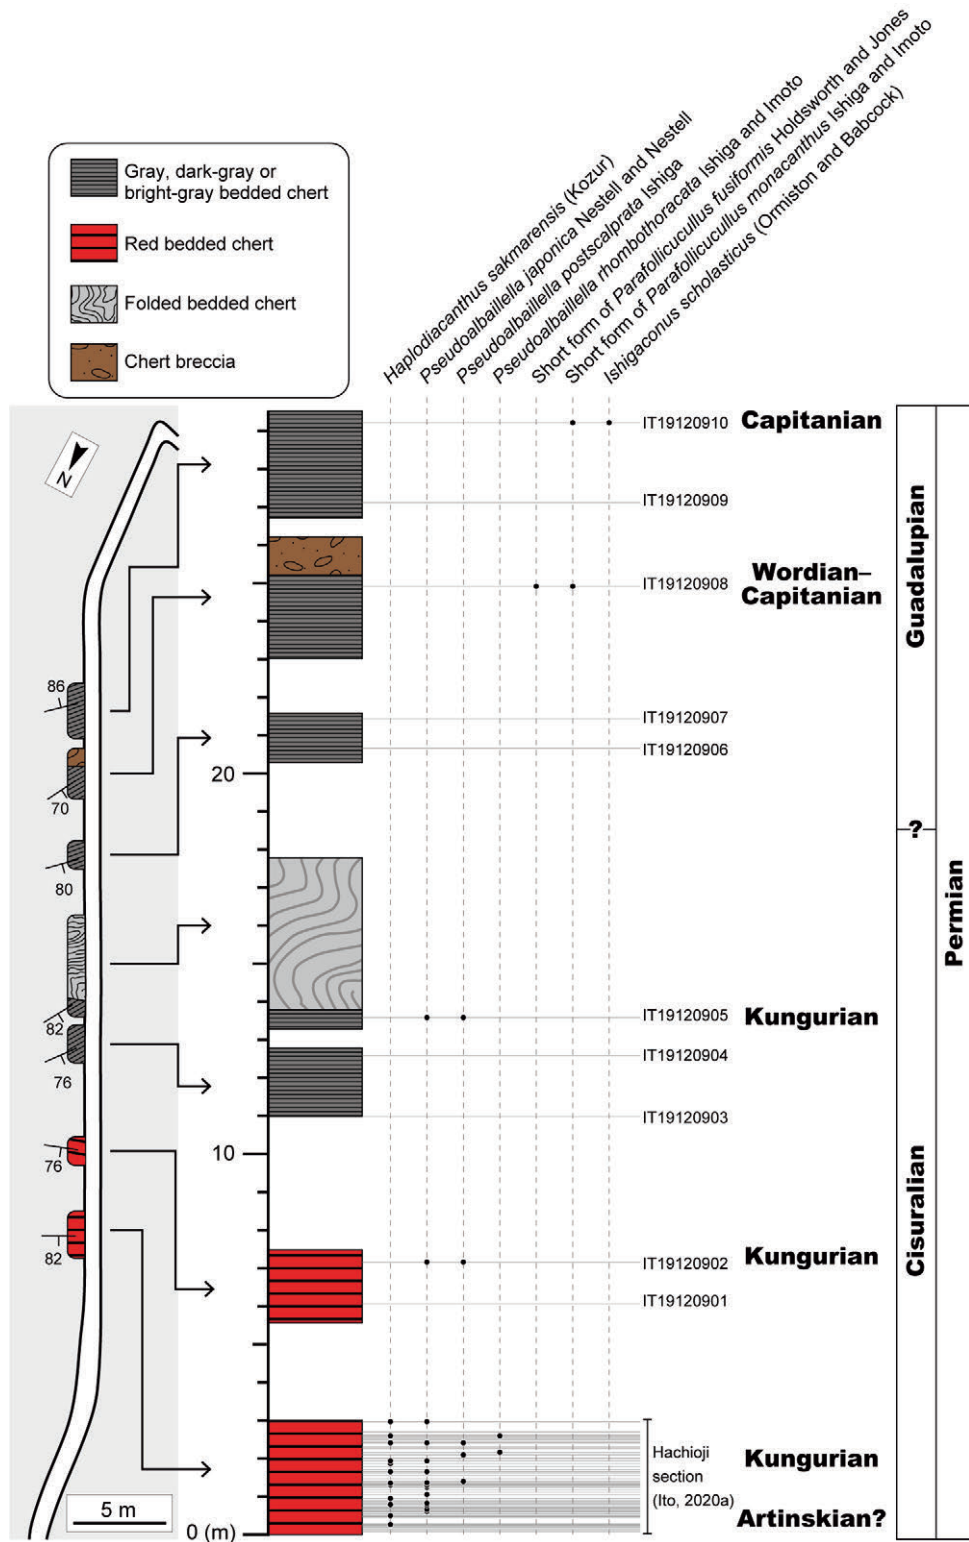 Haplodiacanthus sakmarensis (Kozur)
Pseudoalbaillella japonica Nestell and Nestell
Pseudoalbaillella postscalprata Ishiga
Pseudoalbaillella rhombothoracata Ishiga and Imoto
Short form of Parafollicucullus fusiformis Holdsworth and Jones
Short form of Parafollicucullus monacanthus Ishiga and Imoto
Ishigaconus scholasticus (Ormiston and Babcock)
Gray, dark-gray or
bright-gray bedded chert
Red bedded chert
Folded bedded chert
Chert breccia
N
86
70
80
82
76
76
82
5 m
20
10
0 (m)
IT19120910
IT19120909
IT19120908
IT19120907
IT19120906
IT19120905
IT19120904
IT19120903
IT19120902
IT19120901
Hachioji
section
(Ito, 2020a)
Capitanian
Wordian–
Capitanian
Kungurian
Kungurian
Kungurian
Artinskian?
Guadalupian
?
Cisuralian
Permian